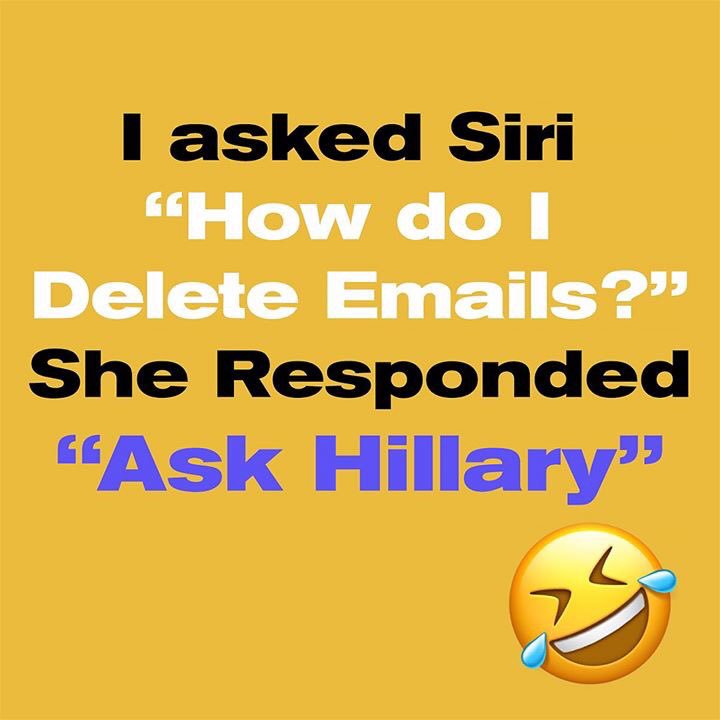 I asked Siri
“How do I
Delete Emails?”
She Responded
“Ask Hillary”